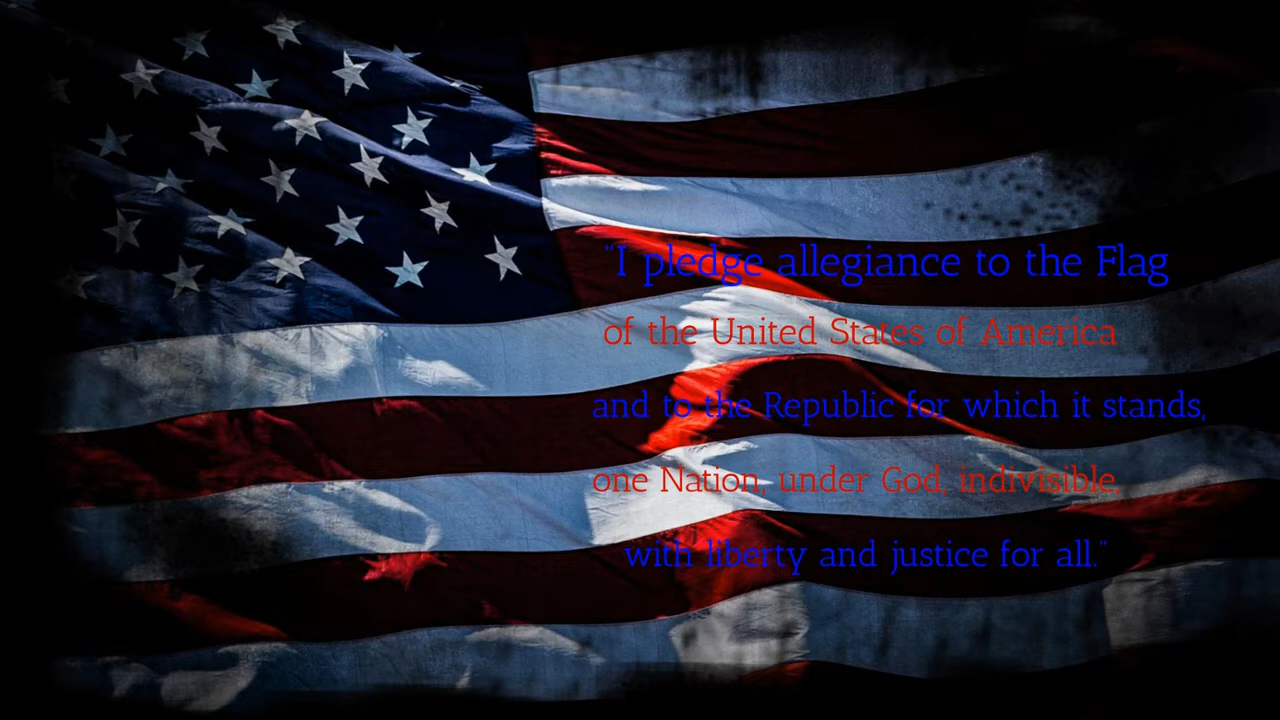 "I pledge allegiance to the Flag
of the United States of America
and to the Republic for which it stands,
one Nation, under God, indivisible,
with liberty and justice for all."